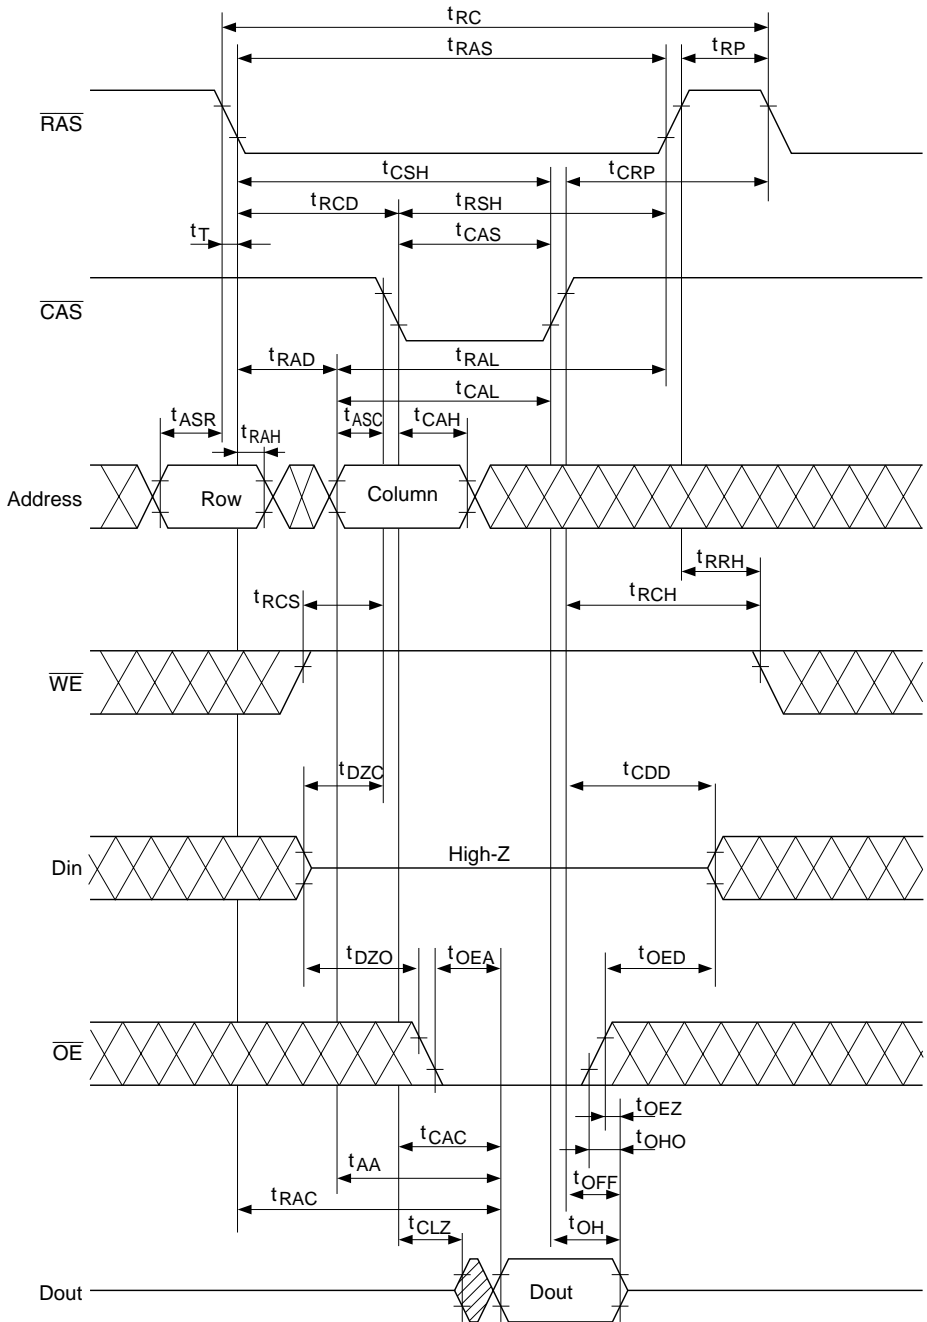 tRC
tRAS
tRP
RAS
tCSH
tCRP
tRCD
tRSH
tT
tCAS
CAS
tRAD
tRAL
tCAL
tASR
tASC
tCAH
tRAH
Address
Row
Column
tRRH
tRCS
tRCH
WE
tDZC
tCDD
Din
High-Z
tDZO
tOEA
tOED
OE
tOEZ
tCAC
tOHO
tAA
tOFF
tRAC
tCLZ
tOH
Dout
Dout